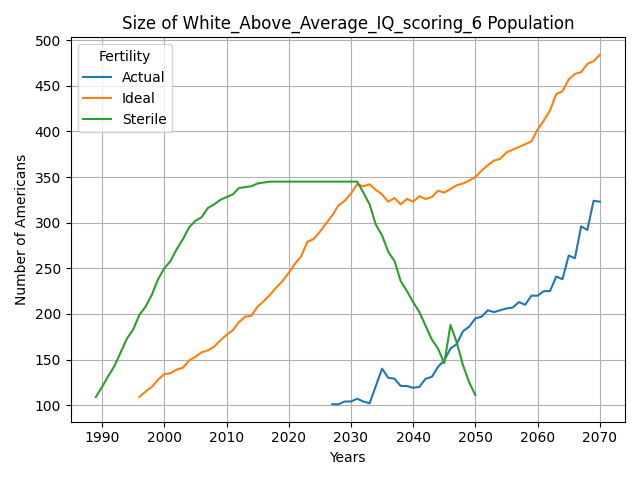 Size of White_Above_Average_IQ_scoring_6 Population
Fertility
Actual
Ideal
Sterile
Number of Americans
500
450
400
350
300
250
200
150
100
1990 2000 2010 2020 2030 2040 2050 2060 2070
Years